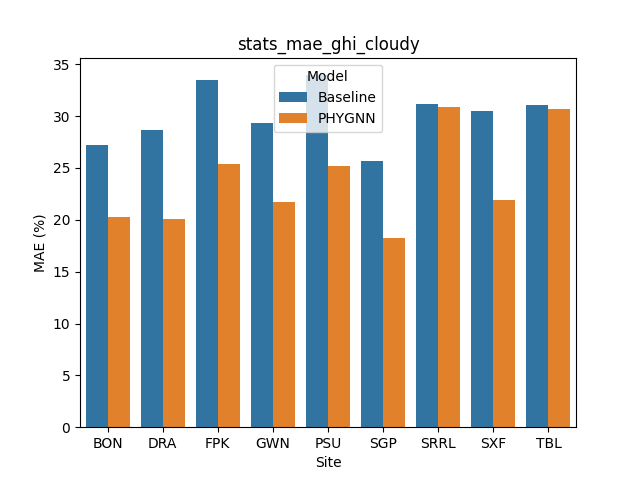 stats_mae_ghi_cloudy
Model
Baseline
PHYGNN
MAE (%)
35
30
25
20
15
10
5
0
BON DRA FPK GWN PSU SGP SRRL SXF TBL
Site